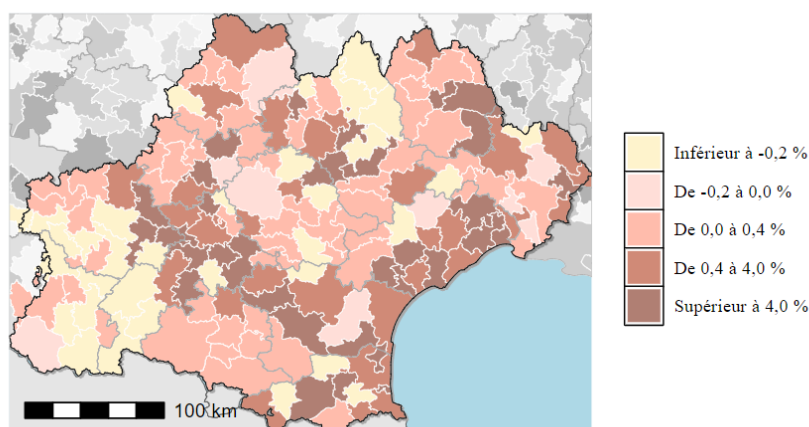 Inférieur à -0,2 %
De -0,2 à 0,0 %
De 0,0 à 0,4 %
De 0,4 à 4,0 %
Supérieur à 4,0 %
100 km